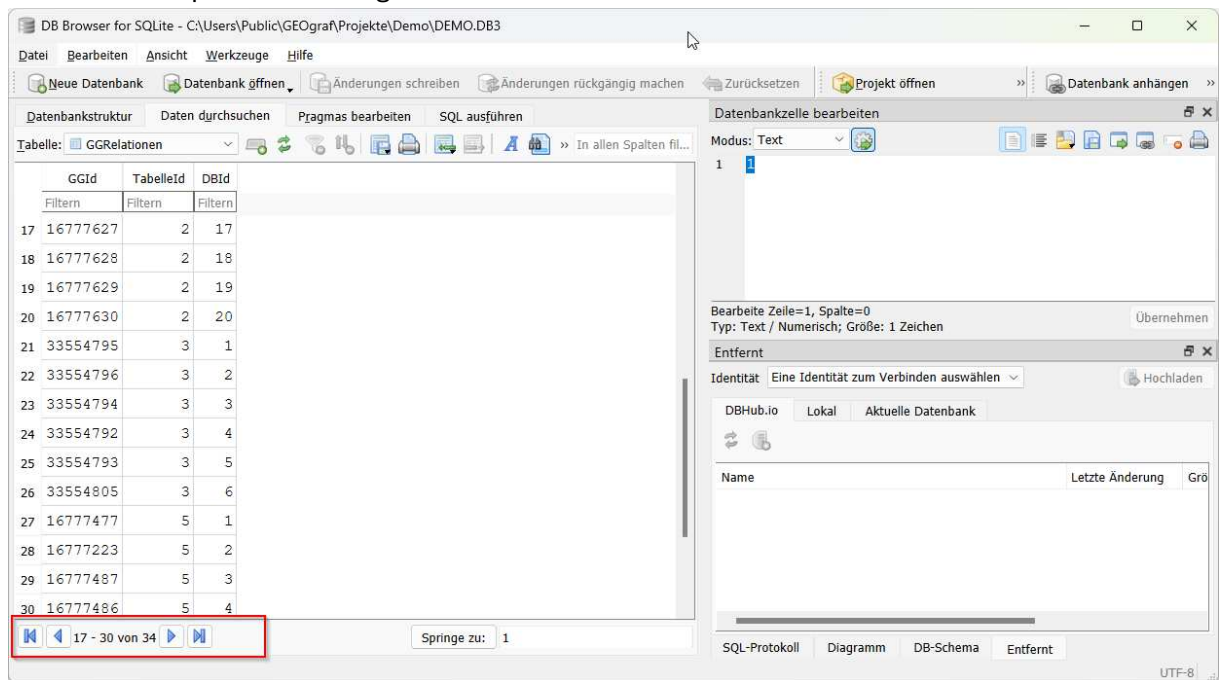 DB Browser for SQLite - C:\Users\Public\GEOgraf\Projekte\Demo\DEMO.DB3
Datei Bearbeiten Ansicht Werkzeuge Hilfe
Neue Datenbank Datenbank öffnen Änderungen schreiben Änderungen rückgängig machen Zurücksetzen Projekt öffnen » Datenbank anhängen »
Datenbankstruktur Daten durchsuchen Pragmas bearbeiten SQL ausführen
Tabelle: GGRelationen » In allen Spalten fil...
GGId TabelleId DBId
Filtern Filtern Filtern
17 16777627 2 17
18 16777628 2 18
19 16777629 2 19
20 16777630 2 20
21 33554795 3 1
22 33554796 3 2
23 33554794 3 3
24 33554792 3 4
25 33554793 3 5
26 33554805 3 6
27 16777477 5 1
28 16777223 5 2
29 16777487 5 3
30 16777486 5 4
17 - 30 von 34 Springe zu: 1
Datenbankzelle bearbeiten
Modus: Text
1 1
Bearbeite Zeile=1, Spalte=0
Typ: Text / Numerisch; Größe: 1 Zeichen
Übernehmen
Entfernt
Identität Eine Identität zum Verbinden auswählen Hochladen
DBHub.io Lokal Aktuelle Datenbank
Name Letzte Änderung Grö
SQL-Protokoll Diagramm DB-Schema Entfernt
UTF-8